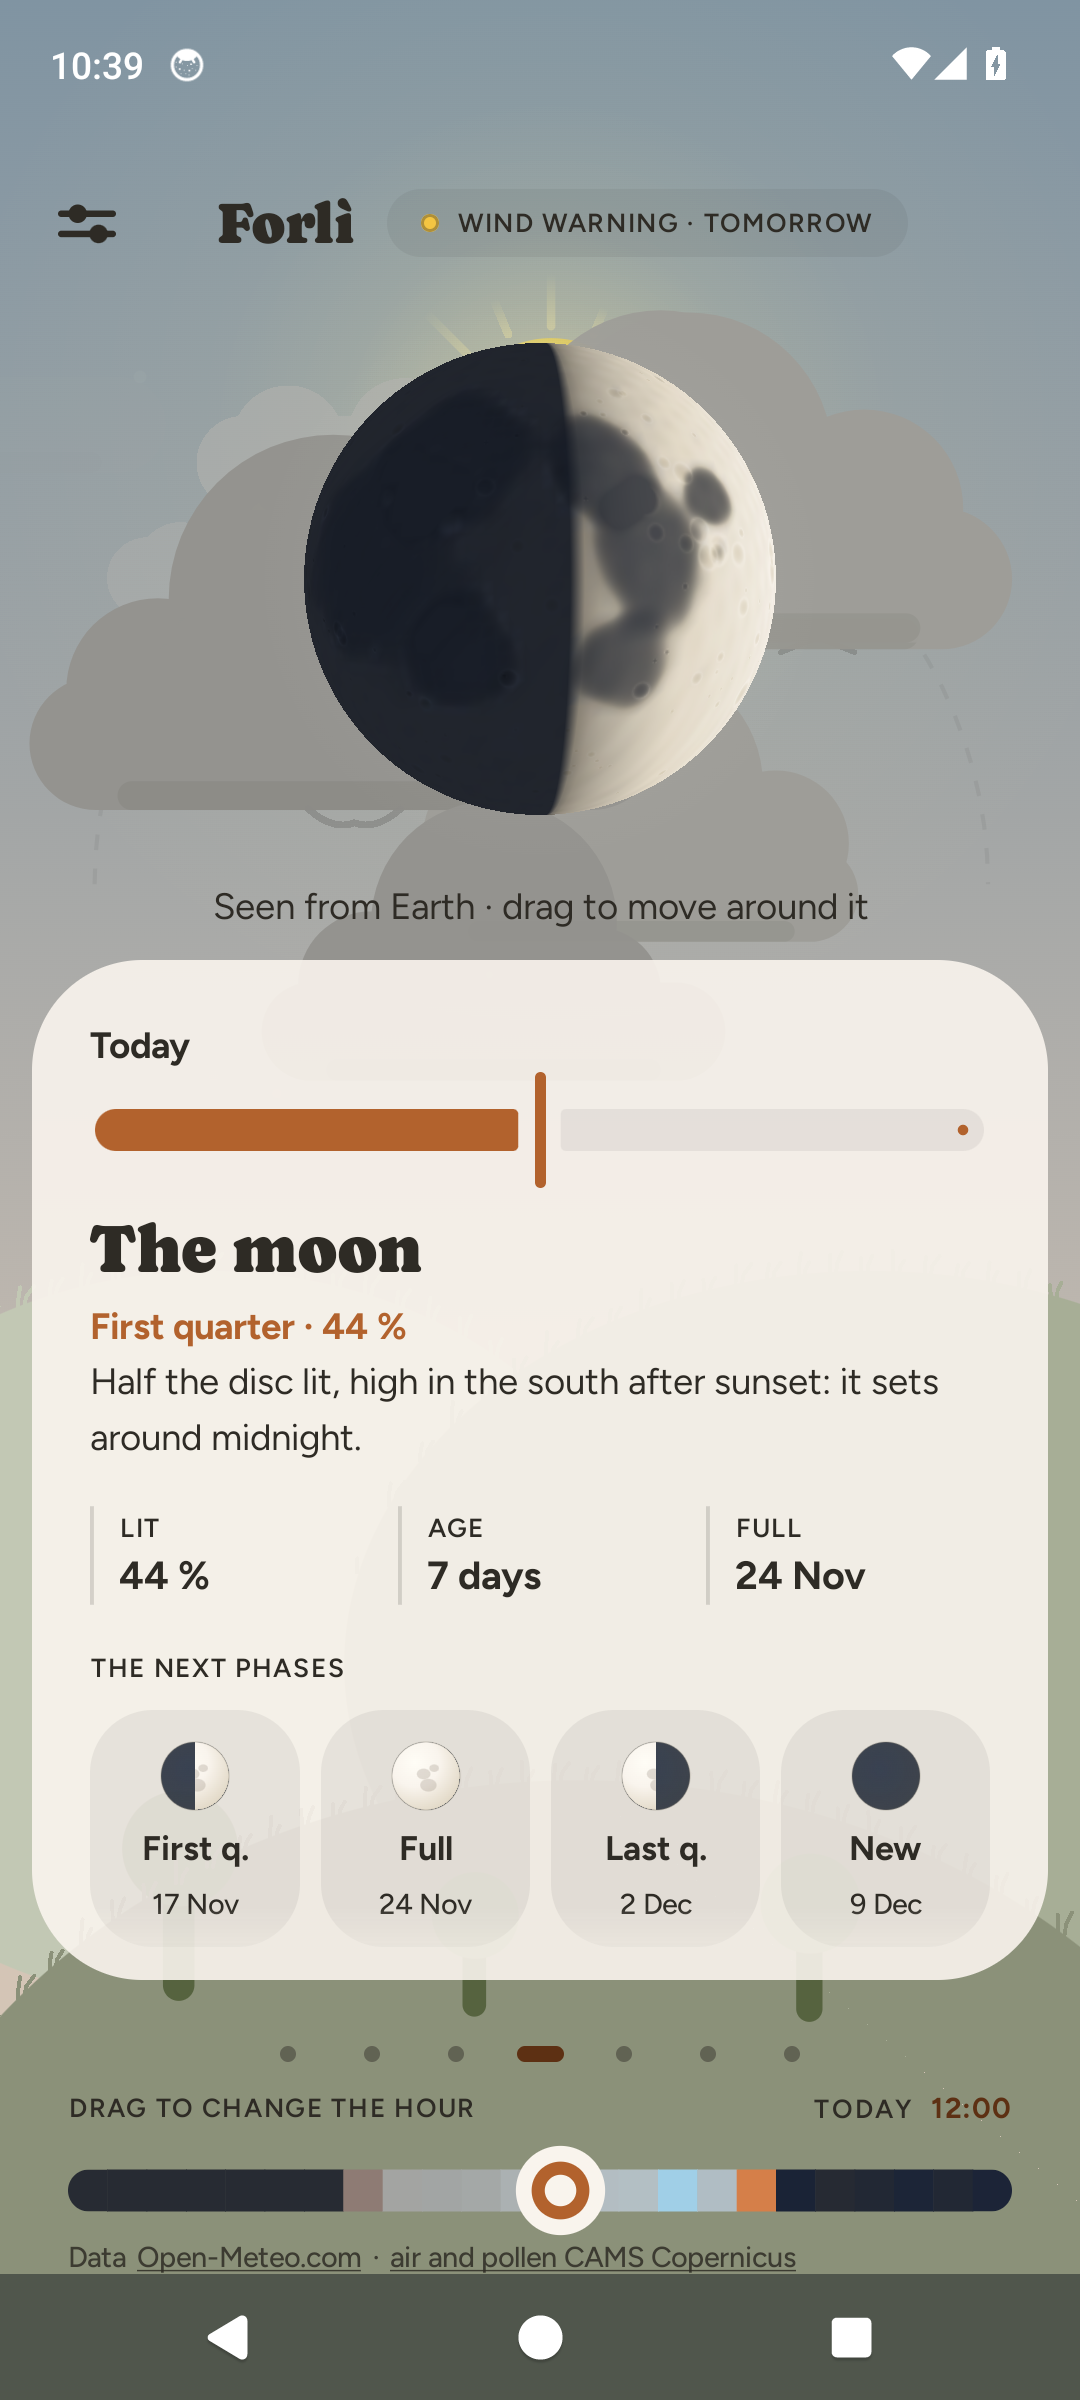 10:39
Forlì
WIND WARNING · TOMORROW
Seen from Earth · drag to move around it
Today
The moon
First quarter · 44 %
Half the disc lit, high in the south after sunset: it sets
around midnight.
LIT AGE FULL
44 % 7 days 24 Nov
THE NEXT PHASES
First q. Full Last q. New
17 Nov 24 Nov 2 Dec 9 Dec
DRAG TO CHANGE THE HOUR TODAY 12:00
Data Open-Meteo.com · air and pollen CAMS Copernicus